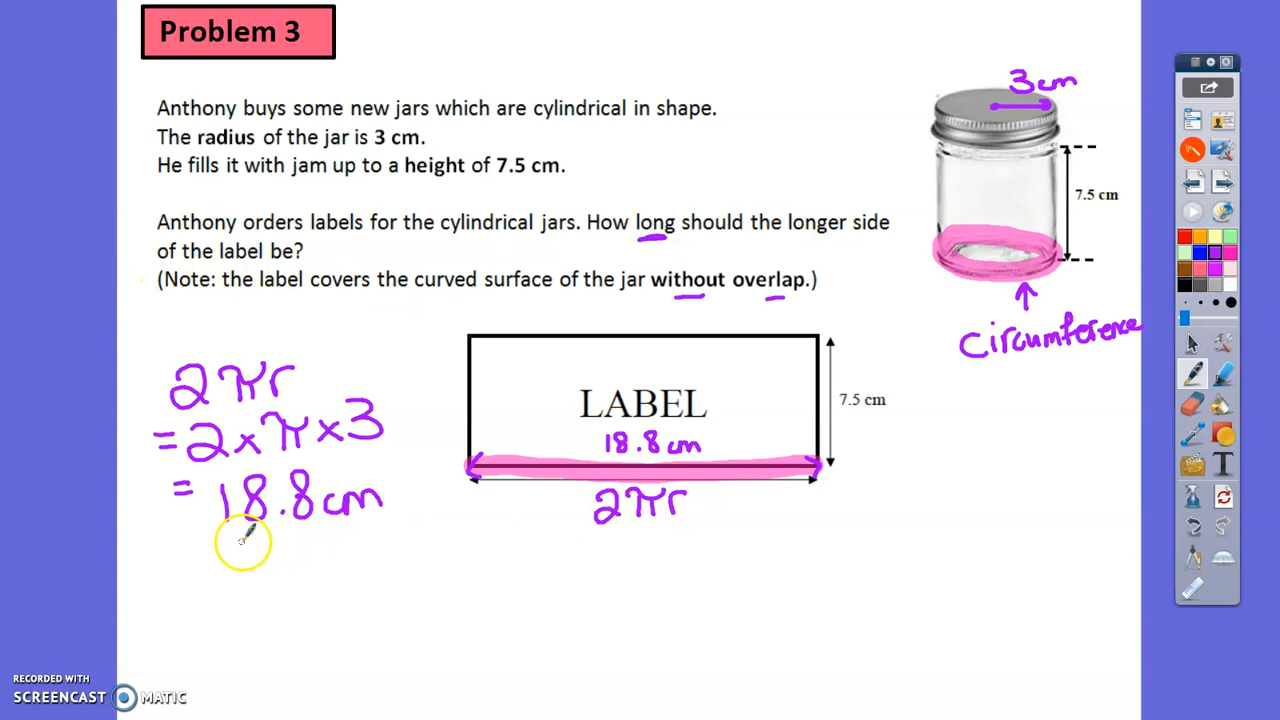 Problem 3
Anthony buys some new jars which are cylindrical in shape.
The radius of the jar is 3 cm.
He fills it with jam up to a height of 7.5 cm.
Anthony orders labels for the cylindrical jars. How long should the longer side
of the label be?
(Note: the label covers the curved surface of the jar without overlap.)
3cm
7.5 cm
circumference
2πr
=2×π×3
= 18.8cm
LABEL
18.8cm
7.5 cm
2πr
RECORDED WITH
SCREENCAST MATIC